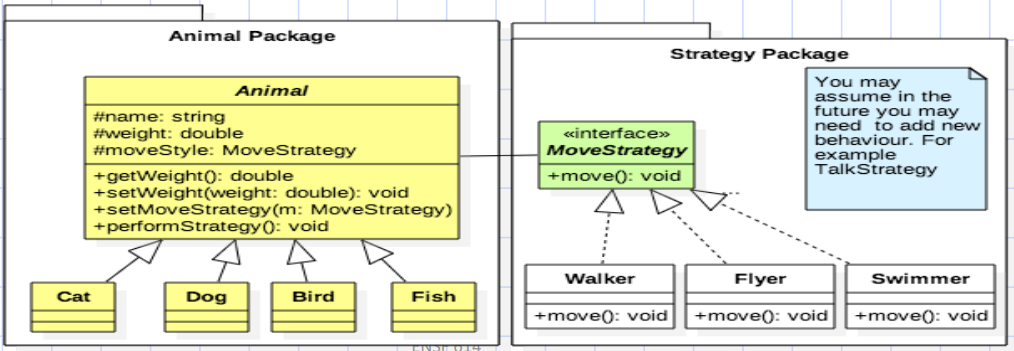 Animal Package
Animal
#name: string
#weight: double
#moveStyle: MoveStrategy
+getWeight(): double
+setWeight(weight: double): void
+setMoveStrategy(m: MoveStrategy)
+performStrategy(): void
Cat
Dog
Bird
Fish
Strategy Package
You may
assume in the
future you may
need to add new
behaviour. For
example
TalkStrategy
«interface»
MoveStrategy
+move(): void
Walker
+move(): void
Flyer
+move(): void
Swimmer
+move(): void